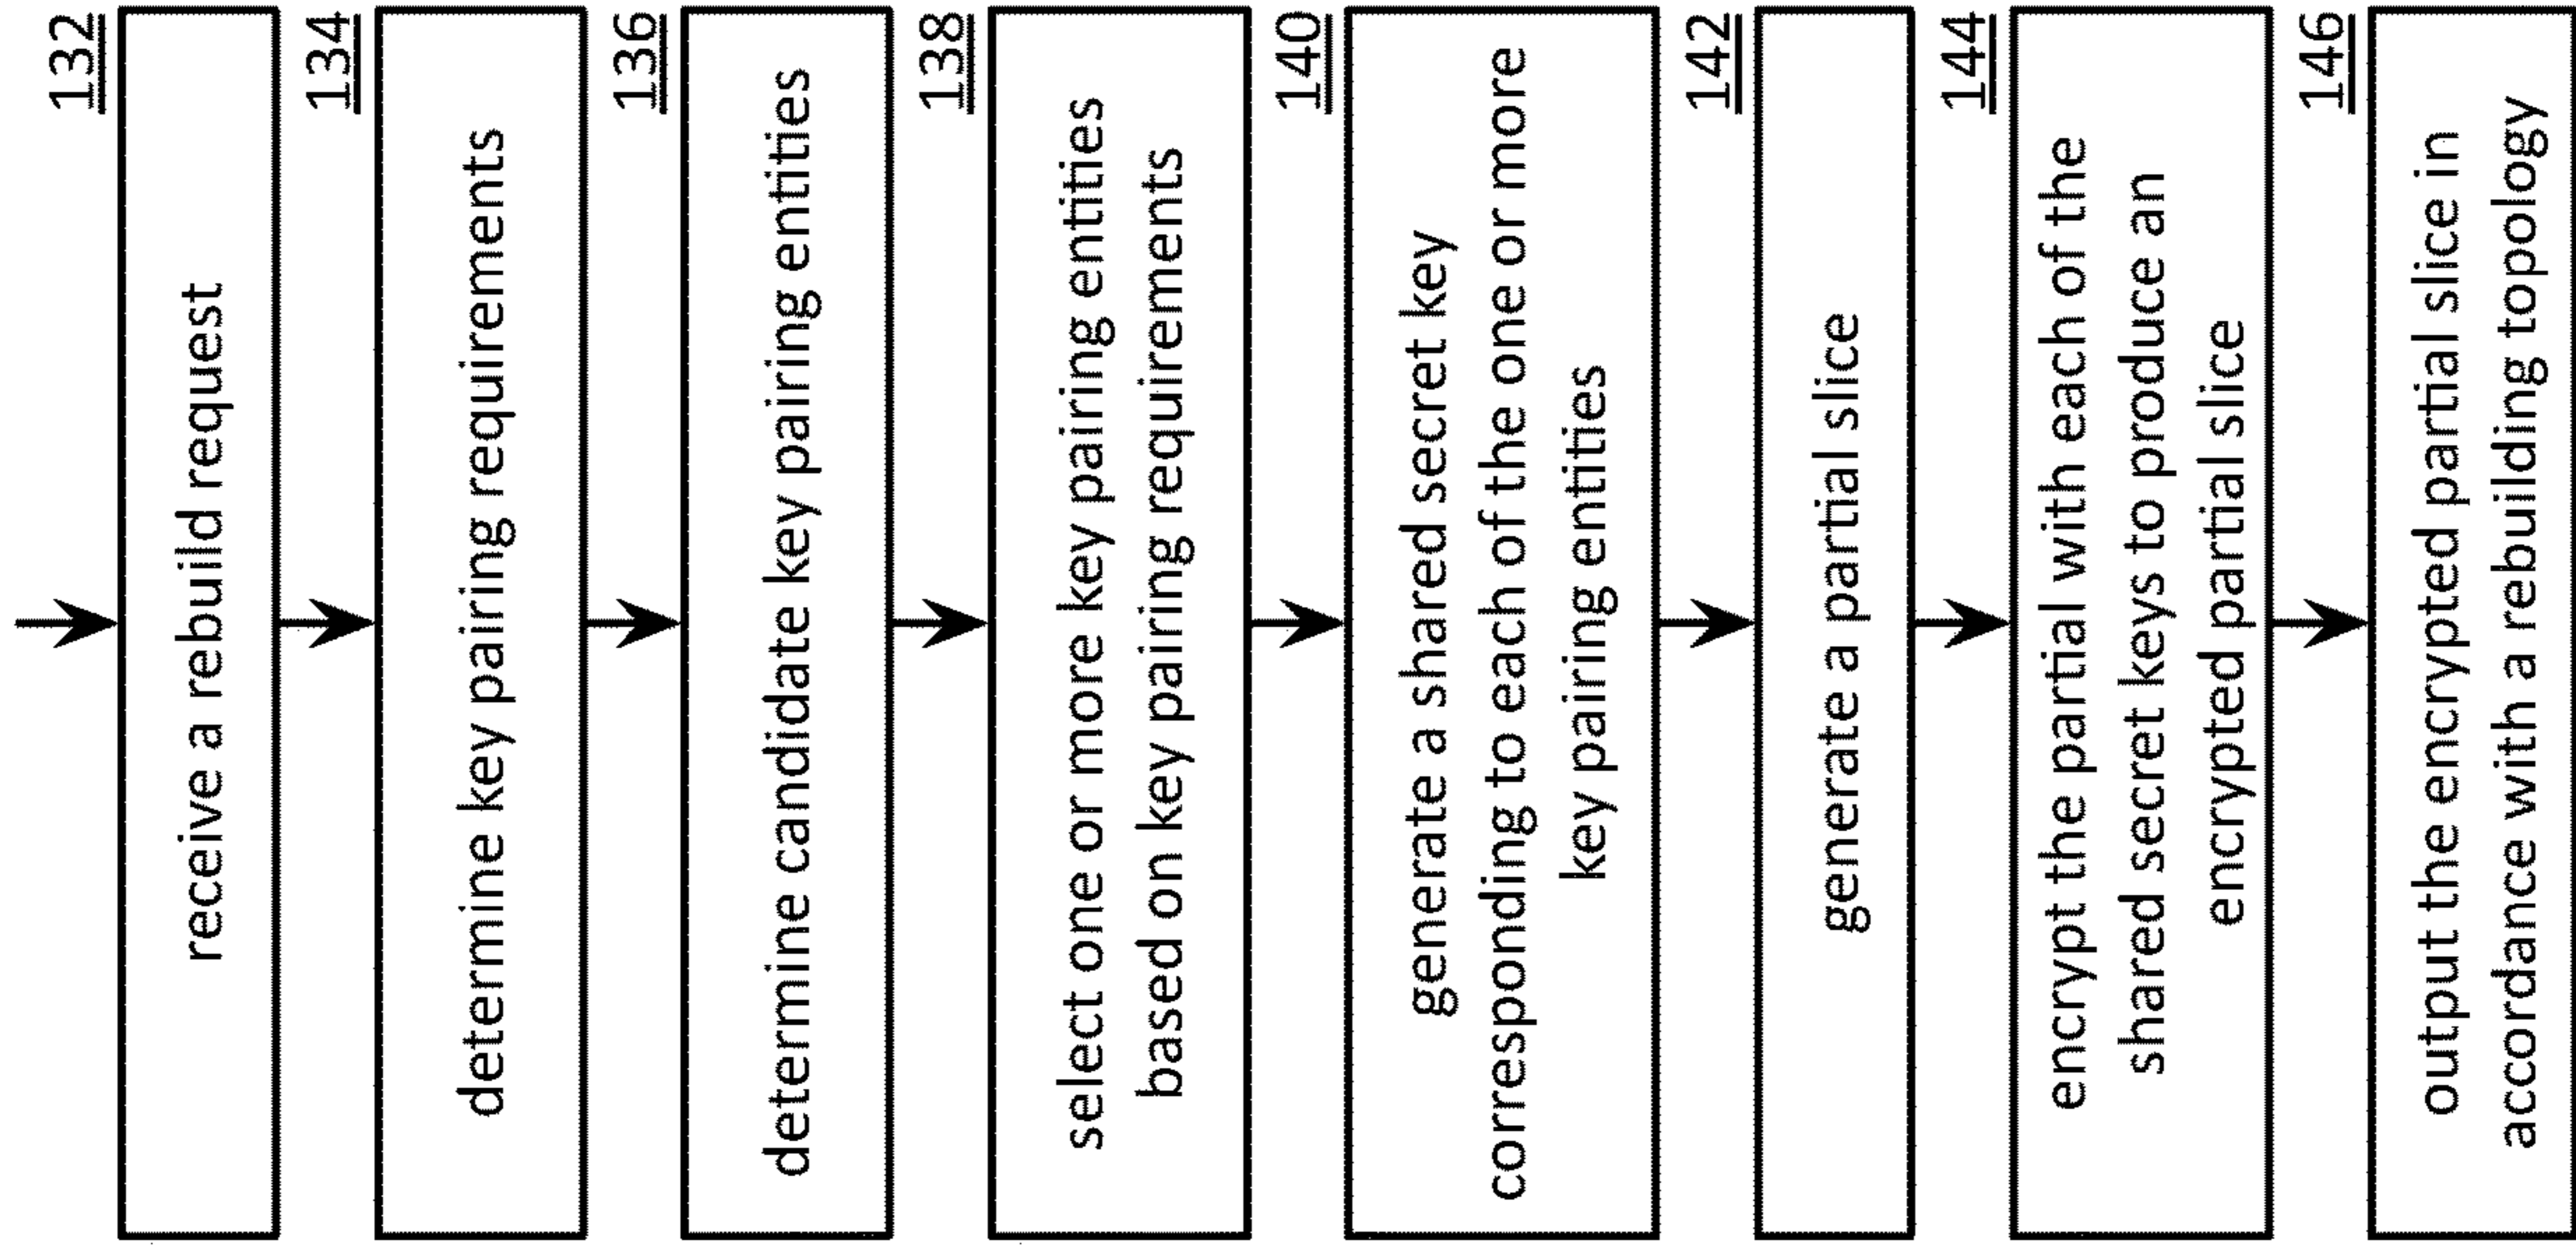 132
receive a rebuild request
134
determine key pairing requirements
136
determine candidate key pairing entities
138
select one or more key pairing entities
based on key pairing requirements
140
generate a shared secret key
corresponding to each of the one or more
key pairing entities
142
generate a partial slice
144
encrypt the partial with each of the
shared secret keys to produce an
encrypted partial slice
146
output the encrypted partial slice in
accordance with a rebuilding topology